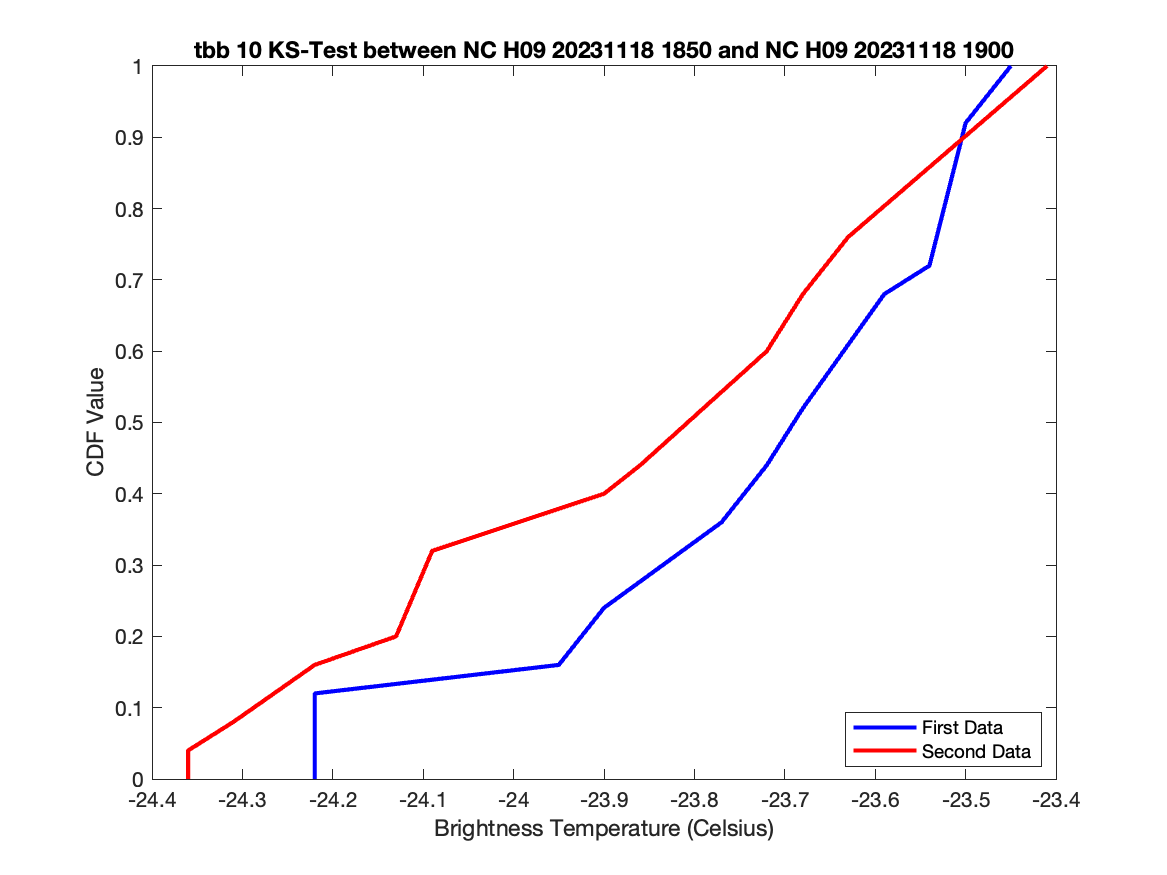 tbb 10 KS-Test between NC H09 20231118 1850 and NC H09 20231118 1900
1
0.9
0.8
0.7
0.6
0.5
0.4
0.3
0.2
0.1
0
CDF Value
First Data
Second Data
-24.4 -24.3 -24.2 -24.1 -24 -23.9 -23.8 -23.7 -23.6 -23.5 -23.4
Brightness Temperature (Celsius)